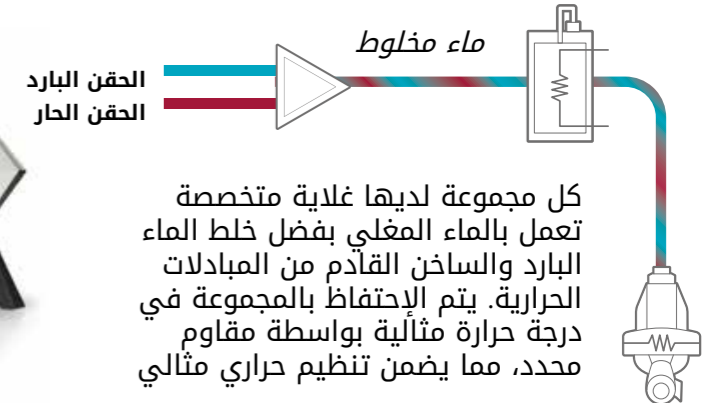 ماء مخلوط
الحقن البارد
الحقن الحار
كل مجموعة لديها غلاية متخصصة
تعمل بالماء المغلي بفضل خلط الماء
البارد والساخن القادم من المبادلات
الحرارية. يتم الإحتفاظ بالمجموعة في
درجة حرارة مثالية بواسطة مقاوم
محدد، مما يضمن تنظيم حراري مثالي